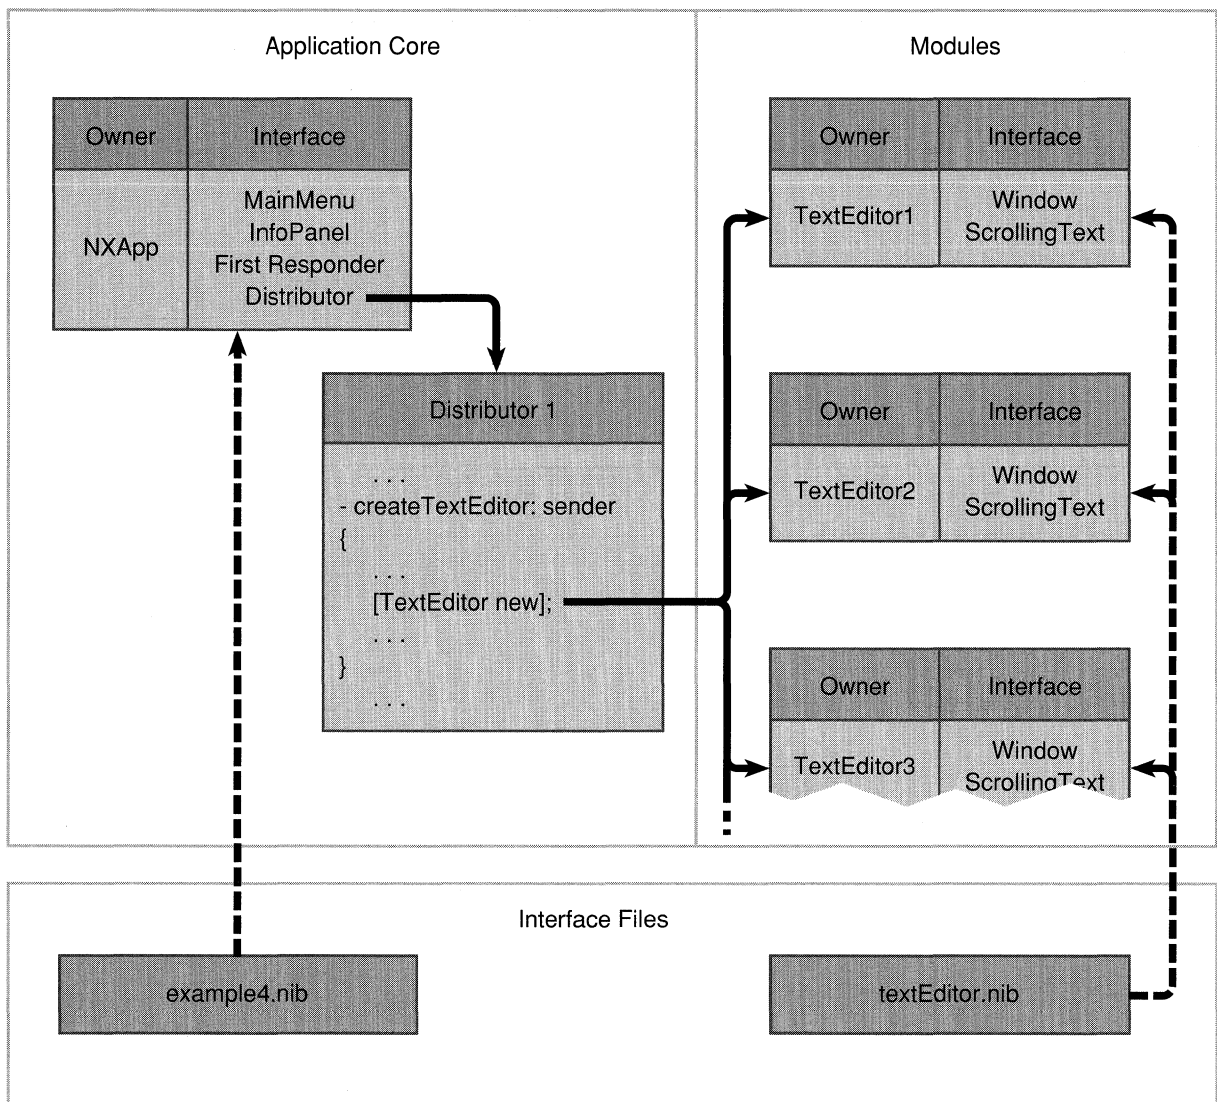 Application Core
Owner
Interface
NXApp
MainMenu
InfoPanel
First Responder
Distributor
Distributor 1
. . .
- createTextEditor: sender
{
. . .
[TextEditor new];
. . .
}
. . .
Modules
Owner
Interface
TextEditor1
Window
ScrollingText
Owner
Interface
TextEditor2
Window
ScrollingText
Owner
Interface
TextEditor3
Window
ScrollingText
Interface Files
example4.nib
textEditor.nib